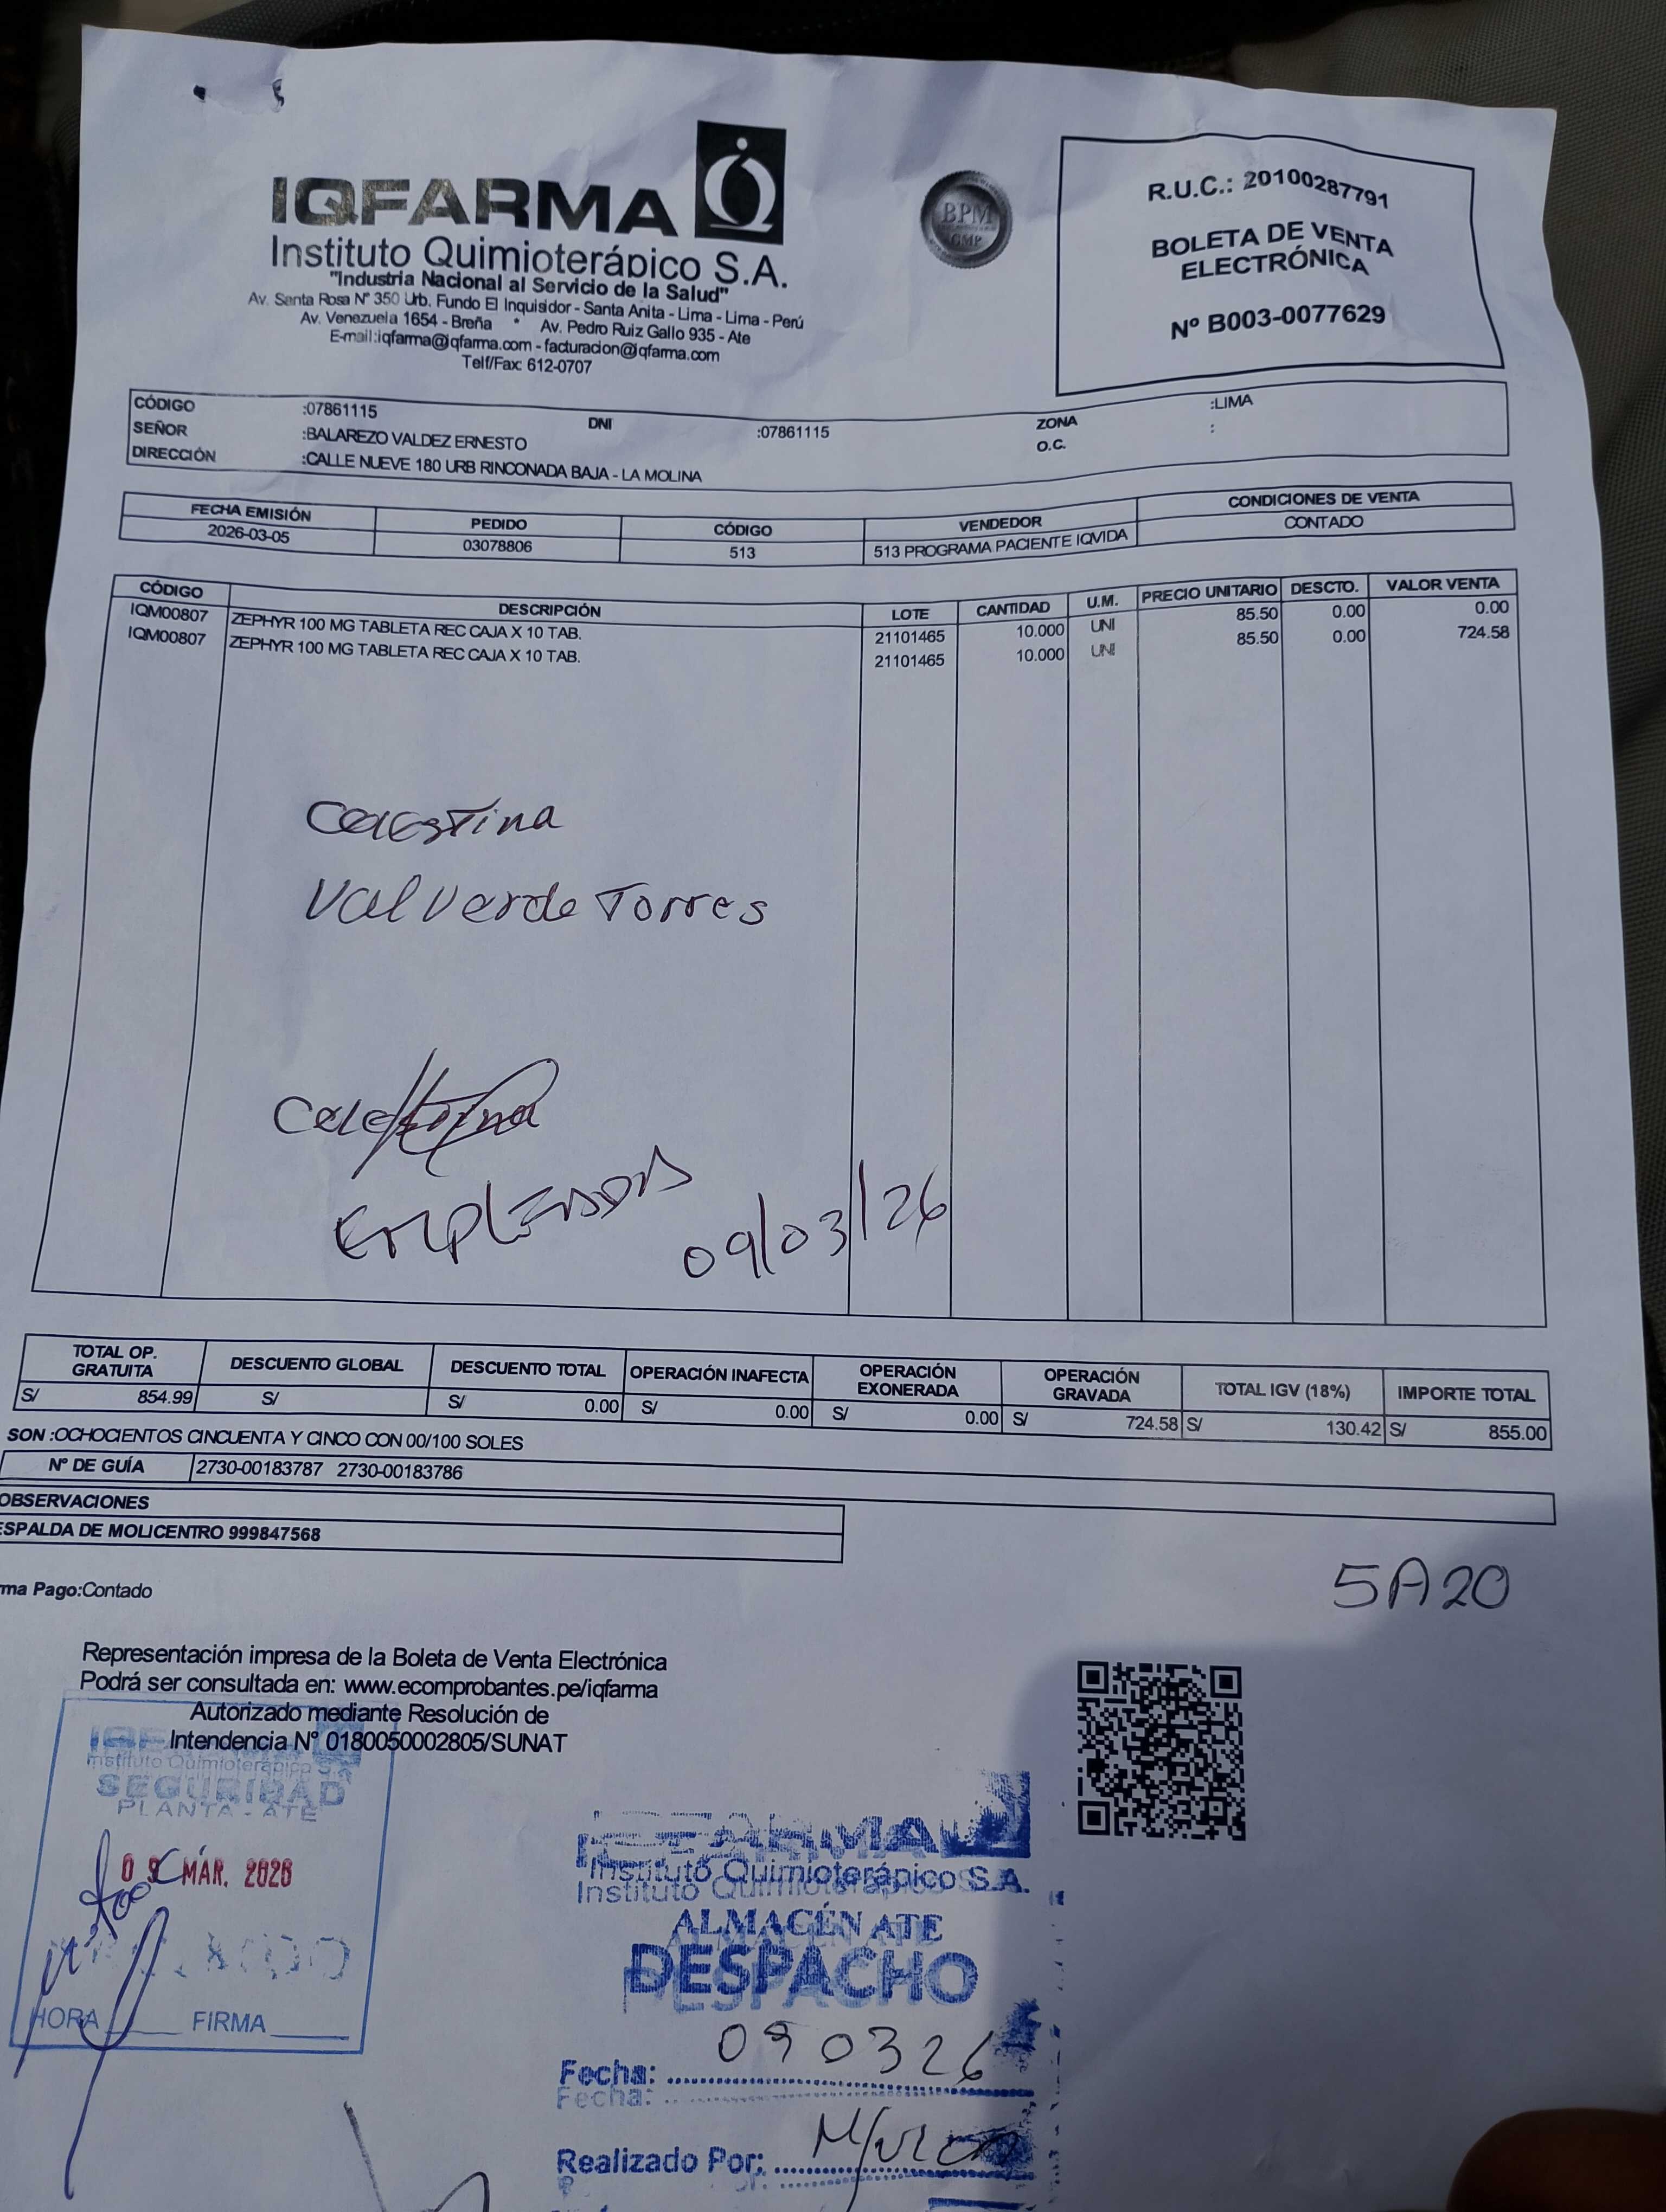 IQFARMA
Instituto Quimioterápico S.A.
"Industria Nacional al Servicio de la Salud"
Av. Santa Rosa Nº 350 Urb. Fundo El Inquisidor - Santa Anita - Lima - Lima - Perú
Av. Venezuela 1654 - Breña * Av. Pedro Ruiz Gallo 935 - Ate
E-mail:iqfarma@iqfarma.com - facturacion@iqfarma.com
Telf/Fax: 612-0707
BPM
GMP
R.U.C.: 20100287791
BOLETA DE VENTA
ELECTRÓNICA
Nº B003-0077629
CÓDIGO :07861115 DNI :07861115 ZONA :LIMA
SEÑOR :BALAREZO VALDEZ ERNESTO O.C. :
DIRECCIÓN :CALLE NUEVE 180 URB RINCONADA BAJA - LA MOLINA
FECHA EMISIÓN PEDIDO CÓDIGO VENDEDOR CONDICIONES DE VENTA
2026-03-05 03078806 513 513 PROGRAMA PACIENTE IQVIDA CONTADO
CÓDIGO DESCRIPCIÓN LOTE CANTIDAD U.M. PRECIO UNITARIO DESCTO. VALOR VENTA
IQM00807 ZEPHYR 100 MG TABLETA REC CAJA X 10 TAB. 21101465 10.000 UNI 85.50 0.00 0.00
IQM00807 ZEPHYR 100 MG TABLETA REC CAJA X 10 TAB. 21101465 10.000 UNI 85.50 0.00 724.58
Celestina
Valverde Torres
Celestina
EMPLEADA
09/03/26
TOTAL OP. GRATUITA DESCUENTO GLOBAL DESCUENTO TOTAL OPERACIÓN INAFECTA OPERACIÓN EXONERADA OPERACIÓN GRAVADA TOTAL IGV (18%) IMPORTE TOTAL
S/ 854.99 S/ S/ 0.00 S/ 0.00 S/ 0.00 S/ 724.58 S/ 130.42 S/ 855.00
SON :OCHOCIENTOS CINCUENTA Y CINCO CON 00/100 SOLES
Nº DE GUÍA 2730-00183787 2730-00183786
OBSERVACIONES
ESPALDA DE MOLICENTRO 999847568
rma Pago:Contado
5A20
Representación impresa de la Boleta de Venta Electrónica
Podrá ser consultada en: www.ecomprobantes.pe/iqfarma
Autorizado mediante Resolución de
Intendencia Nº 0180050002805/SUNAT
Instituto Quimioterápico S.A.
SEGURIDAD
PLANTA - ATE
MAR. 2026
HORA FIRMA
IQFARMA
Instituto Quimioterápico S.A.
ALMACÉN ATE
DESPACHO
Fecha: 090326
Realizado Por: